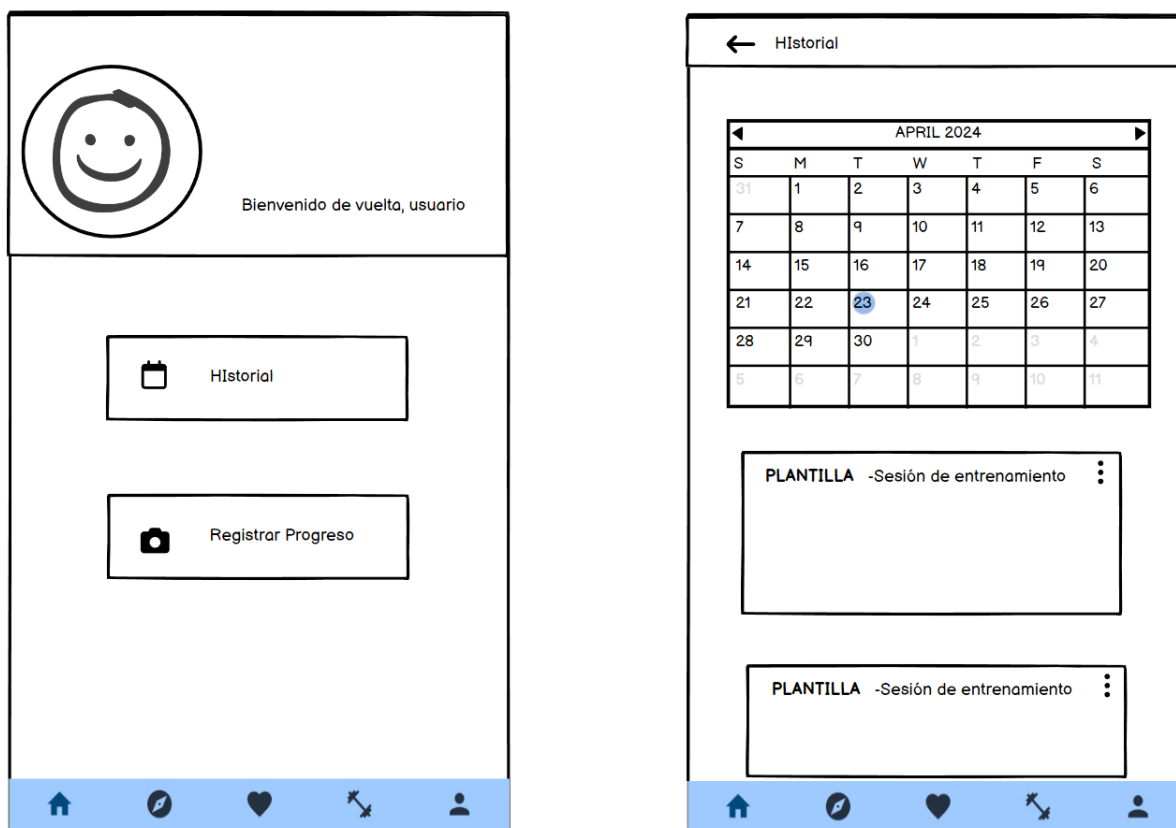 Bienvenido de vuelta, usuario
HIstorial
Registrar Progreso
HIstorial
APRIL 2024
S M T W T F S
31 1 2 3 4 5 6
7 8 9 10 11 12 13
14 15 16 17 18 19 20
21 22 23 24 25 26 27
28 29 30 1 2 3 4
5 6 7 8 9 10 11
PLANTILLA -Sesión de entrenamiento
PLANTILLA -Sesión de entrenamiento